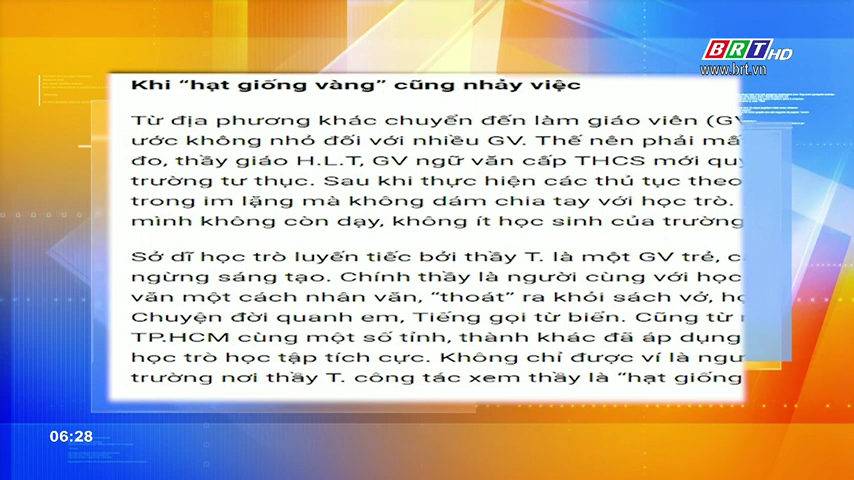 BRT HD
www.brt.vn
Khi “hạt giống vàng” cũng nhảy việc
Từ địa phương khác chuyển đến làm giáo viên (GV
ước không nhỏ đối với nhiều GV. Thế nên phải mất
đo, thầy giáo H.L.T, GV ngữ văn cấp THCS mới quy
trường tư thục. Sau khi thực hiện các thủ tục theo
trong im lặng mà không dám chia tay với học trò.
mình không còn dạy, không ít học sinh của trường
Sở dĩ học trò luyến tiếc bởi thầy T. là một GV trẻ,
ngừng sáng tạo. Chính thầy là người cùng với học
văn một cách nhân văn, “thoát” ra khỏi sách vở,
Chuyện đời quanh em, Tiếng gọi từ biển. Cũng từ
TP.HCM cùng một số tỉnh, thành khác đã áp dụng
học trò học tập tích cực. Không chỉ được ví là ngư
trường nơi thầy T. công tác xem thầy là “hạt giống
06:28